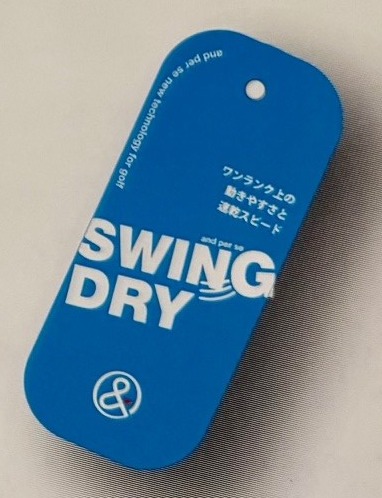 and per se new technology for golf
ワンランク上の
動きやすさと
速乾スピード
and per se
SWING
DRY
&